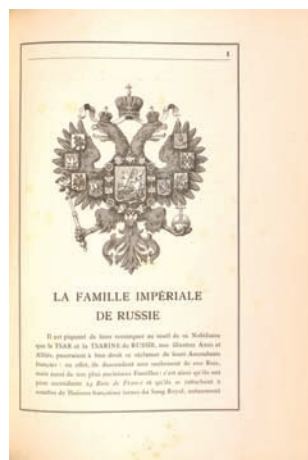 1
LA FAMILLE IMPÉRIALE
DE RUSSIE
Il est piquant de faire remarquer au seuil de ce Nobiliaire
que le TSAR et la TSARINE de RUSSIE, nos illustres Amis et
Alliés, pourraient à bon droit se réclamer de leurs Ascendants
français : en effet, ils descendent non seulement de nos Rois,
mais aussi de nos plus anciennes Familles : c'est ainsi qu'ils ont
pour ascendants 24 Rois de France et qu'ils se rattachent à
nombre de Maisons françaises issues du Sang Royal, notamment